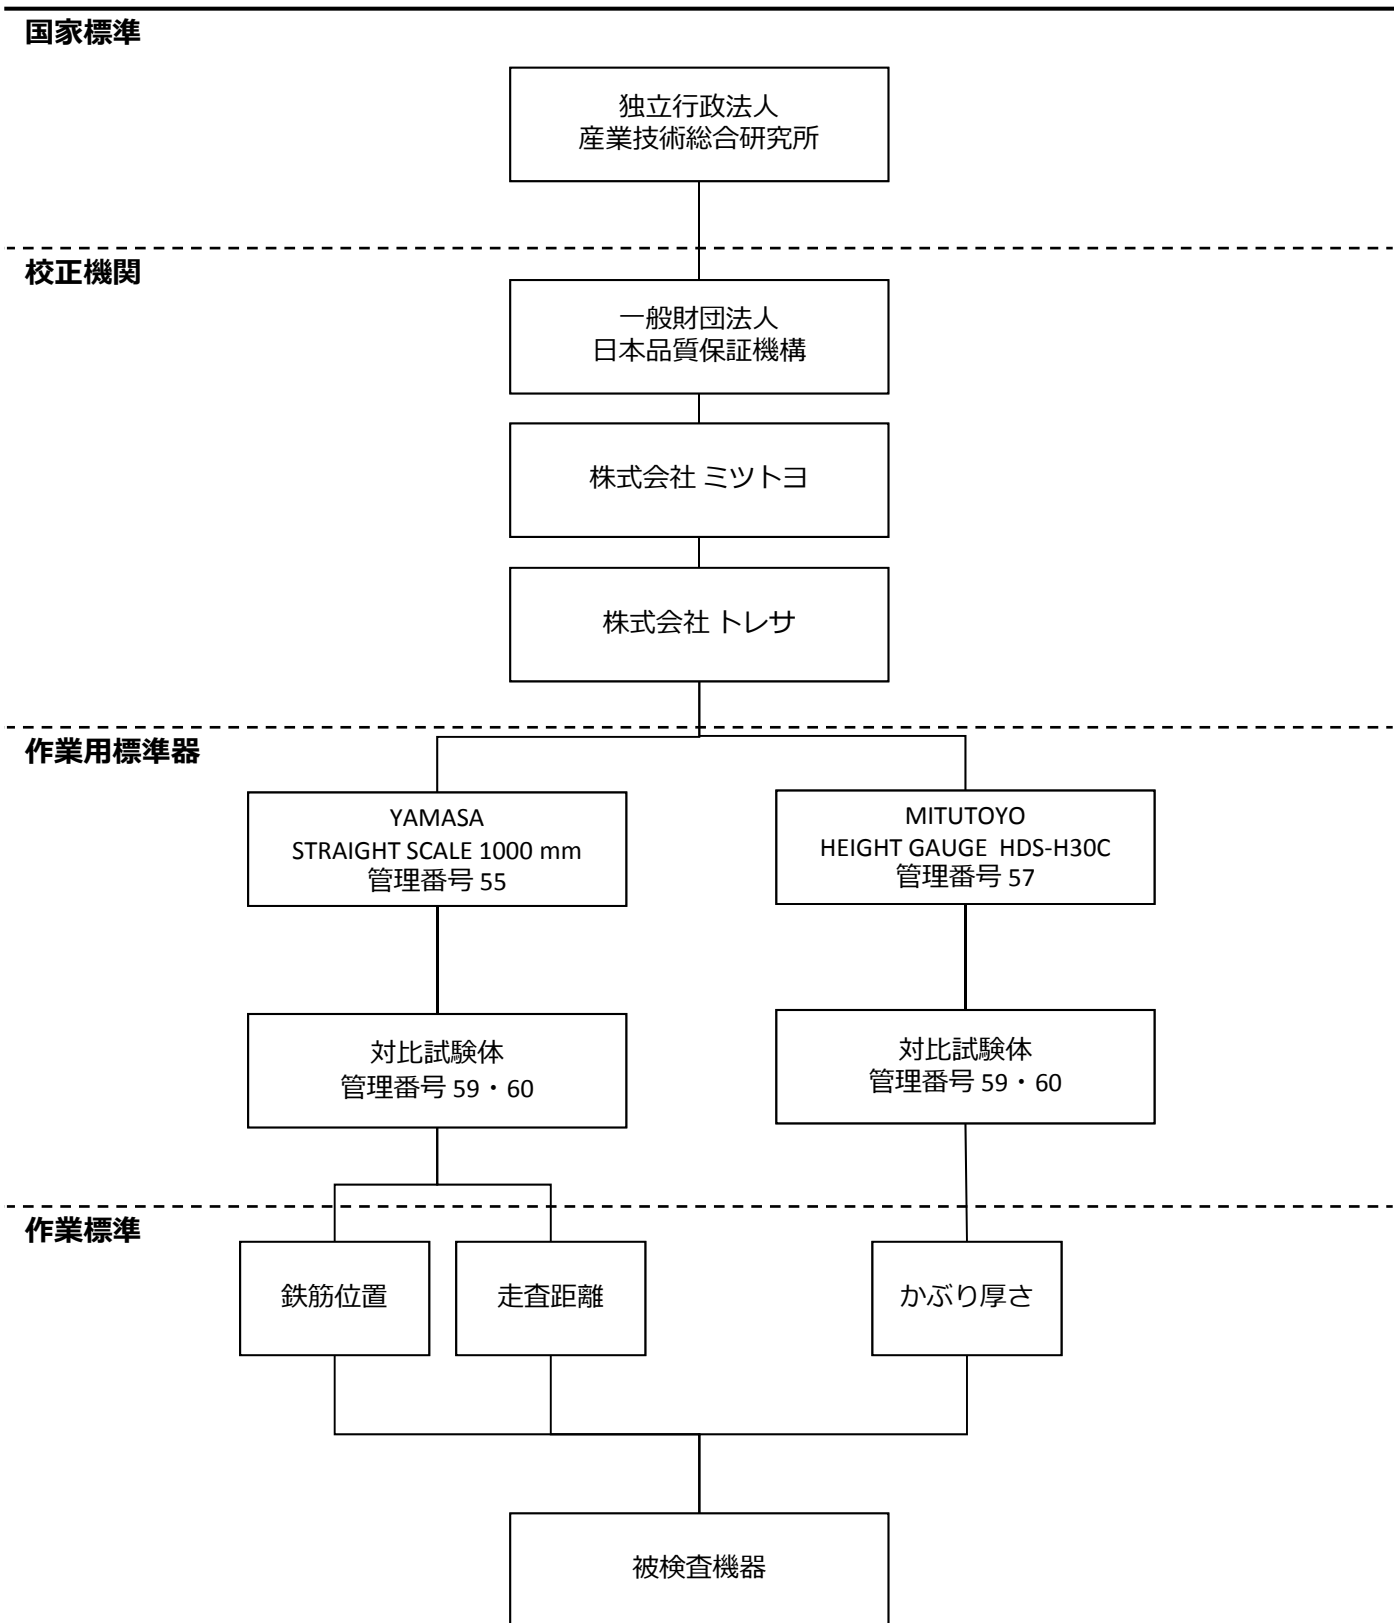 国家標準
独立行政法人
産業技術総合研究所
校正機関
一般財団法人
日本品質保証機構
株式会社 ミツトヨ
株式会社 トレサ
作業用標準器
YAMASA
STRAIGHT SCALE 1000 mm
管理番号 55
MITUTOYO
HEIGHT GAUGE HDS-H30C
管理番号 57
対比試験体
管理番号 59・60
対比試験体
管理番号 59・60
作業標準
鉄筋位置
走査距離
かぶり厚さ
被検査機器